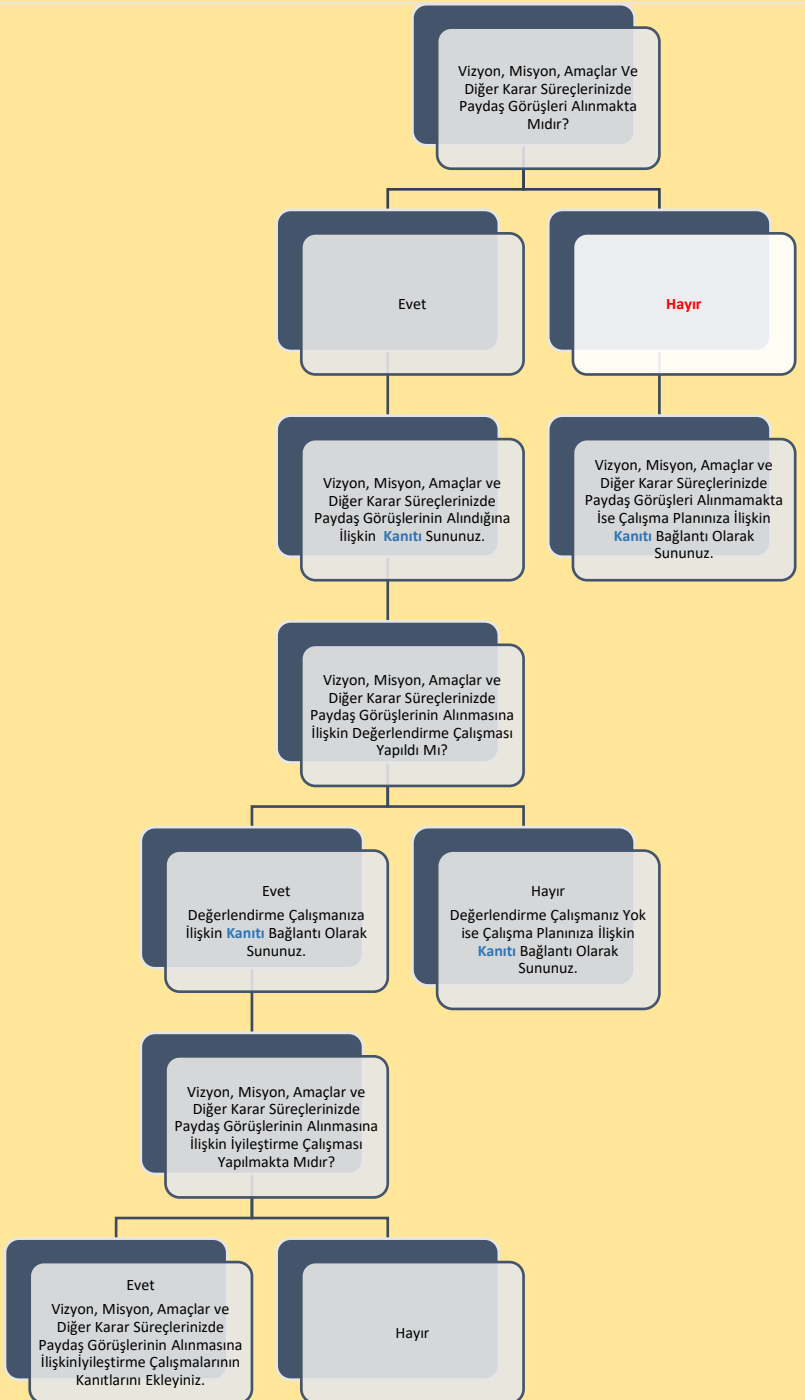 Vizyon, Misyon, Amaçlar Ve
Diğer Karar Süreçlerinizde
Paydaş Görüşleri Alınmakta
Mıdır?
Evet
Hayır
Vizyon, Misyon, Amaçlar ve
Diğer Karar Süreçlerinizde
Paydaş Görüşlerinin Alındığına
İlişkin Kanıtı Sununuz.
Vizyon, Misyon, Amaçlar ve
Diğer Karar Süreçlerinizde
Paydaş Görüşleri Alınmamakta
İse Çalışma Planınıza İlişkin
Kanıtı Bağlantı Olarak
Sununuz.
Vizyon, Misyon, Amaçlar ve
Diğer Karar Süreçlerinizde
Paydaş Görüşlerinin Alınmasına
İlişkin Değerlendirme Çalışması
Yapıldı Mı?
Evet
Değerlendirme Çalışmanıza
İlişkin Kanıtı Bağlantı Olarak
Sununuz.
Hayır
Değerlendirme Çalışmanız Yok
ise Çalışma Planınıza İlişkin
Kanıtı Bağlantı Olarak
Sununuz.
Vizyon, Misyon, Amaçlar ve
Diğer Karar Süreçlerinizde
Paydaş Görüşlerinin Alınmasına
İlişkin İyileştirme Çalışması
Yapılmakta Mıdır?
Evet
Vizyon, Misyon, Amaçlar ve
Diğer Karar Süreçlerinizde
Paydaş Görüşlerinin Alınmasına
İlişkinİyileştirme Çalışmalarının
Kanıtlarını Ekleyiniz.
Hayır